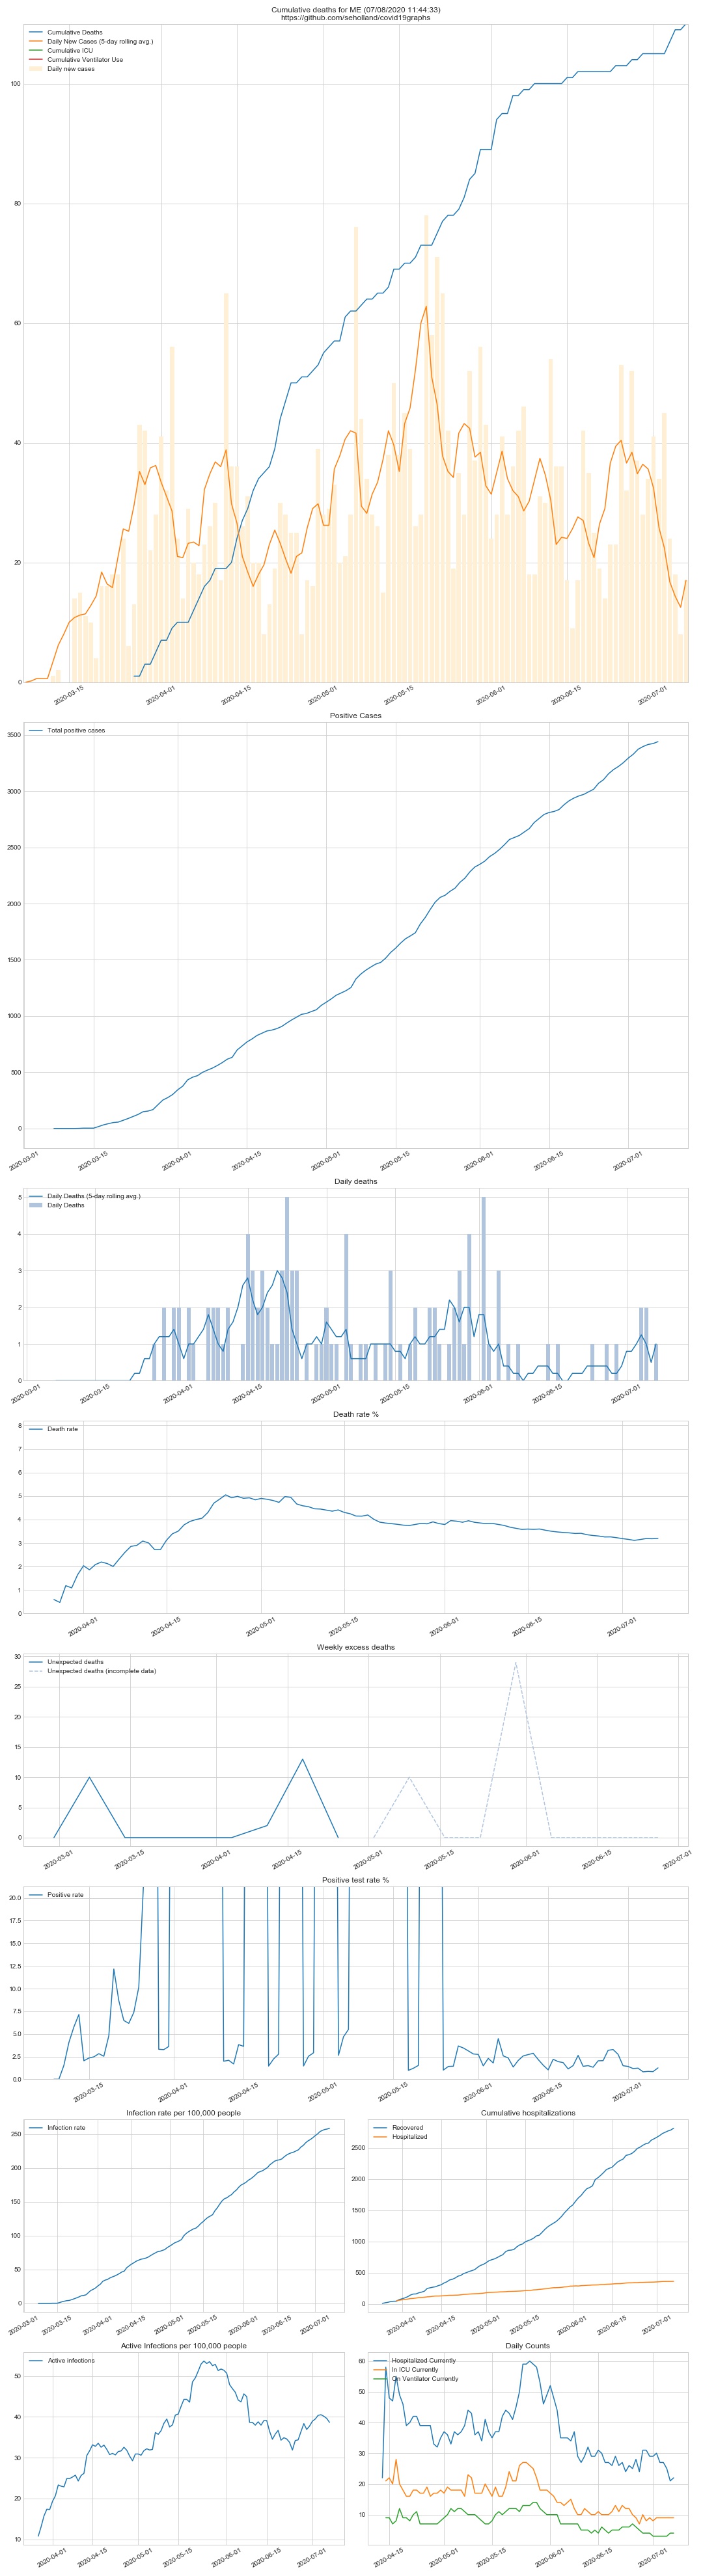 Cumulative deaths for ME (07/08/2020 11:44:33)
https://github.com/seholland/covid19graphs
Cumulative Deaths
Daily New Cases (5-day rolling avg.)
Cumulative ICU
Cumulative Ventilator Use
Daily new cases
100
80
60
40
20
0
2020-03-15 2020-04-01 2020-04-15 2020-05-01 2020-05-15 2020-06-01 2020-06-15 2020-07-01
Positive Cases
Total positive cases
3500
3000
2500
2000
1500
1000
500
0
2020-03-01 2020-03-15 2020-04-01 2020-04-15 2020-05-01 2020-05-15 2020-06-01 2020-06-15 2020-07-01
Daily deaths
Daily Deaths (5-day rolling avg.)
Daily Deaths
5
4
3
2
1
0
2020-03-01 2020-03-15 2020-04-01 2020-04-15 2020-05-01 2020-05-15 2020-06-01 2020-06-15 2020-07-01
Death rate %
Death rate
8
7
6
5
4
3
2
1
0
2020-04-01 2020-04-15 2020-05-01 2020-05-15 2020-06-01 2020-06-15 2020-07-01
Weekly excess deaths
Unexpected deaths
Unexpected deaths (incomplete data)
30
25
20
15
10
5
0
2020-03-01 2020-03-15 2020-04-01 2020-04-15 2020-05-01 2020-05-15 2020-06-01 2020-06-15 2020-07-01
Positive test rate %
Positive rate
20.0
17.5
15.0
12.5
10.0
7.5
5.0
2.5
0.0
2020-03-15 2020-04-01 2020-04-15 2020-05-01 2020-05-15 2020-06-01 2020-06-15 2020-07-01
Infection rate per 100,000 people
Infection rate
250
200
150
100
50
0
2020-03-01 2020-03-15 2020-04-01 2020-04-15 2020-05-01 2020-05-15 2020-06-01 2020-06-15 2020-07-01
Cumulative hospitalizations
Recovered
Hospitalized
2500
2000
1500
1000
500
0
2020-04-01 2020-04-15 2020-05-01 2020-05-15 2020-06-01 2020-06-15 2020-07-01
Active Infections per 100,000 people
Active infections
50
40
30
20
10
2020-04-01 2020-04-15 2020-05-01 2020-05-15 2020-06-01 2020-06-15 2020-07-01
Daily Counts
Hospitalized Currently
In ICU Currently
On Ventilator Currently
60
50
40
30
20
10
2020-04-15 2020-05-01 2020-05-15 2020-06-01 2020-06-15 2020-07-01